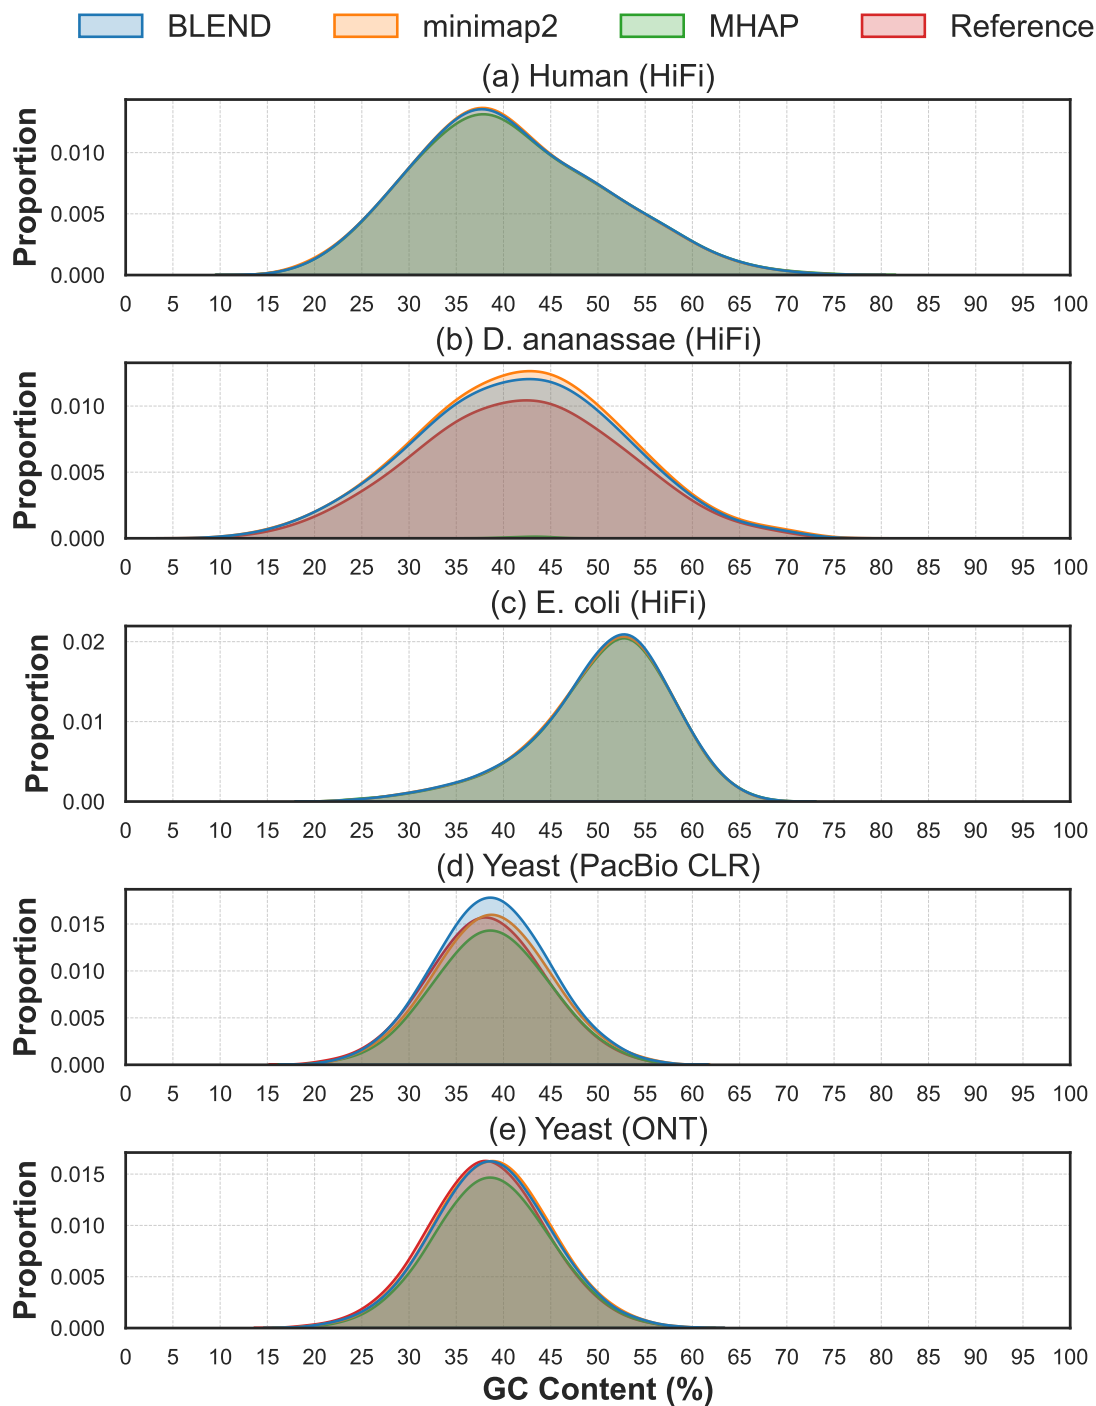 BLEND minimap2 MHAP Reference
(a) Human (HiFi)
Proportion
0.010
0.005
0.000
0 5 10 15 20 25 30 35 40 45 50 55 60 65 70 75 80 85 90 95 100
(b) D. ananassae (HiFi)
Proportion
0.010
0.005
0.000
0 5 10 15 20 25 30 35 40 45 50 55 60 65 70 75 80 85 90 95 100
(c) E. coli (HiFi)
Proportion
0.02
0.01
0.00
0 5 10 15 20 25 30 35 40 45 50 55 60 65 70 75 80 85 90 95 100
(d) Yeast (PacBio CLR)
Proportion
0.015
0.010
0.005
0.000
0 5 10 15 20 25 30 35 40 45 50 55 60 65 70 75 80 85 90 95 100
(e) Yeast (ONT)
Proportion
0.015
0.010
0.005
0.000
0 5 10 15 20 25 30 35 40 45 50 55 60 65 70 75 80 85 90 95 100
GC Content (%)